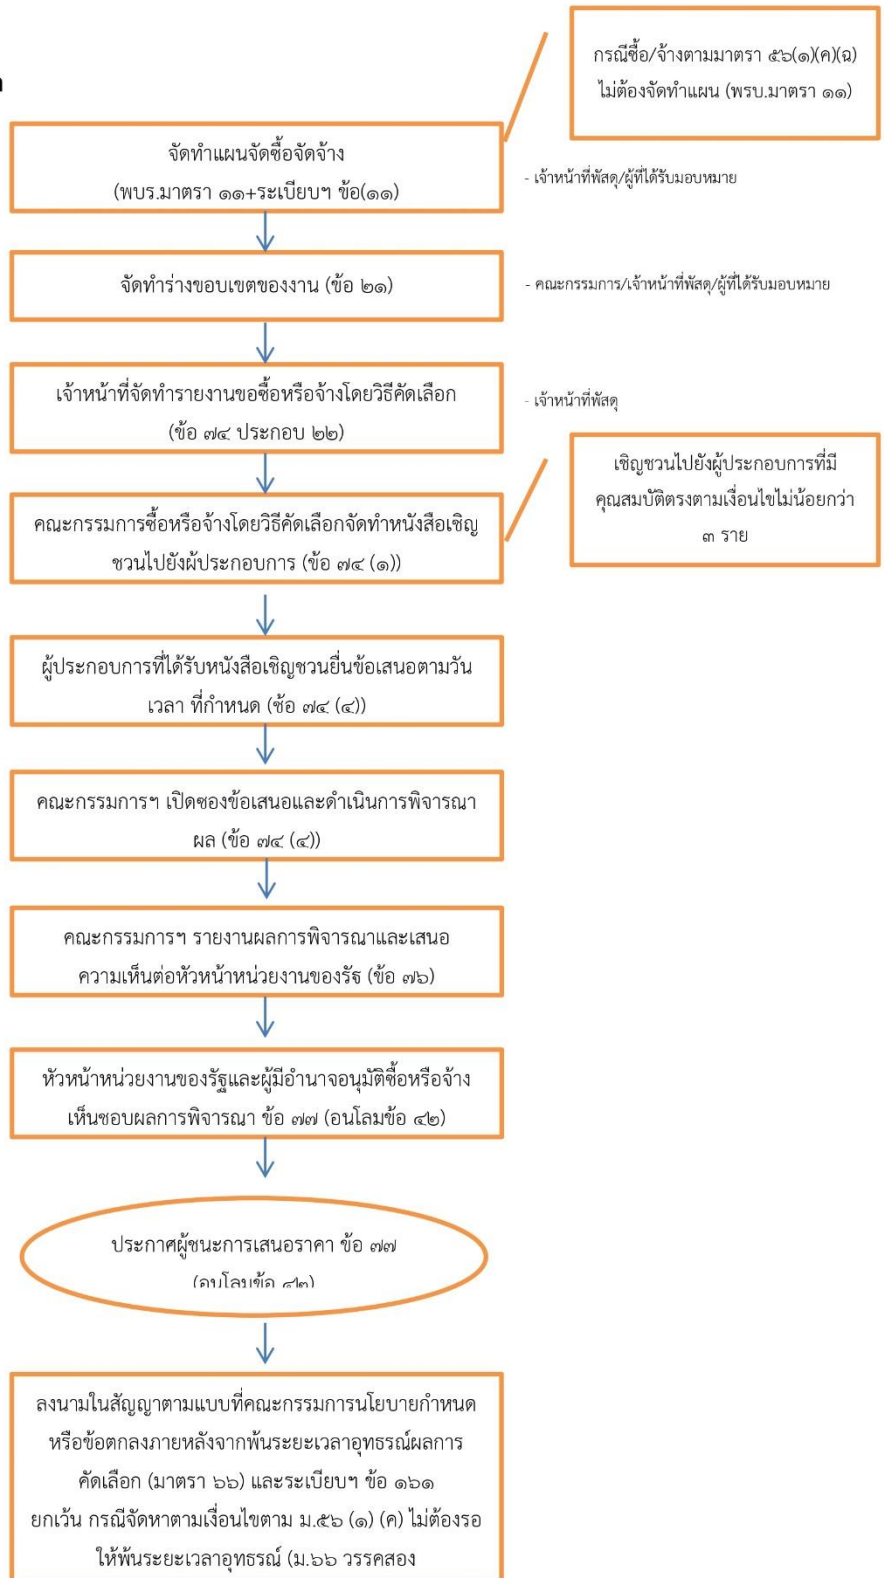 กรณีซื้อ/จ้างตามมาตรา ๕๖(๑)(ค)(ฉ)
ไม่ต้องจัดทำแผน (พรบ.มาตรา ๑๑)
จัดทำแผนจัดซื้อจัดจ้าง
(พบร.มาตรา ๑๑+ระเบียบฯ ข้อ(๑๑)
- เจ้าหน้าที่พัสดุ/ผู้ที่ได้รับมอบหมาย
จัดทำร่างขอบเขตของงาน (ข้อ ๒๑)
- คณะกรรมการ/เจ้าหน้าที่พัสดุ/ผู้ที่ได้รับมอบหมาย
เจ้าหน้าที่จัดทำรายงานขอซื้อหรือจ้างโดยวิธีคัดเลือก
(ข้อ ๗๔ ประกอบ ๒๒)
- เจ้าหน้าที่พัสดุ
เชิญชวนไปยังผู้ประกอบการที่มี
คุณสมบัติตรงตามเงื่อนไขไม่น้อยกว่า
๓ ราย
คณะกรรมการซื้อหรือจ้างโดยวิธีคัดเลือกจัดทำหนังสือเชิญ
ชวนไปยังผู้ประกอบการ (ข้อ ๗๔ (๑))
ผู้ประกอบการที่ได้รับหนังสือเชิญชวนยื่นข้อเสนอตามวัน
เวลา ที่กำหนด (ข้อ ๗๔ (๔))
คณะกรรมการฯ เปิดซองข้อเสนอและดำเนินการพิจารณา
ผล (ข้อ ๗๔ (๔))
คณะกรรมการฯ รายงานผลการพิจารณาและเสนอ
ความเห็นต่อหัวหน้าหน่วยงานของรัฐ (ข้อ ๗๖)
หัวหน้าหน่วยงานของรัฐและผู้มีอำนาจอนุมัติซื้อหรือจ้าง
เห็นชอบผลการพิจารณา ข้อ ๗๗ (อนุโลมข้อ ๔๒)
ประกาศผู้ชนะการเสนอราคา ข้อ ๗๗
(อนุโลมข้อ
ลงนามในสัญญาตามแบบที่คณะกรรมการนโยบายกำหนด
หรือข้อตกลงภายหลังจากพ้นระยะเวลาอุทธรณ์ผลการ
คัดเลือก (มาตรา ๖๖) และระเบียบฯ ข้อ ๑๖๑
ยกเว้น กรณีจัดหาตามเงื่อนไขตาม ม.๕๖ (๑) (ค) ไม่ต้องรอ
ให้พ้นระยะเวลาอุทธรณ์ (ม.๖๖ วรรคสอง